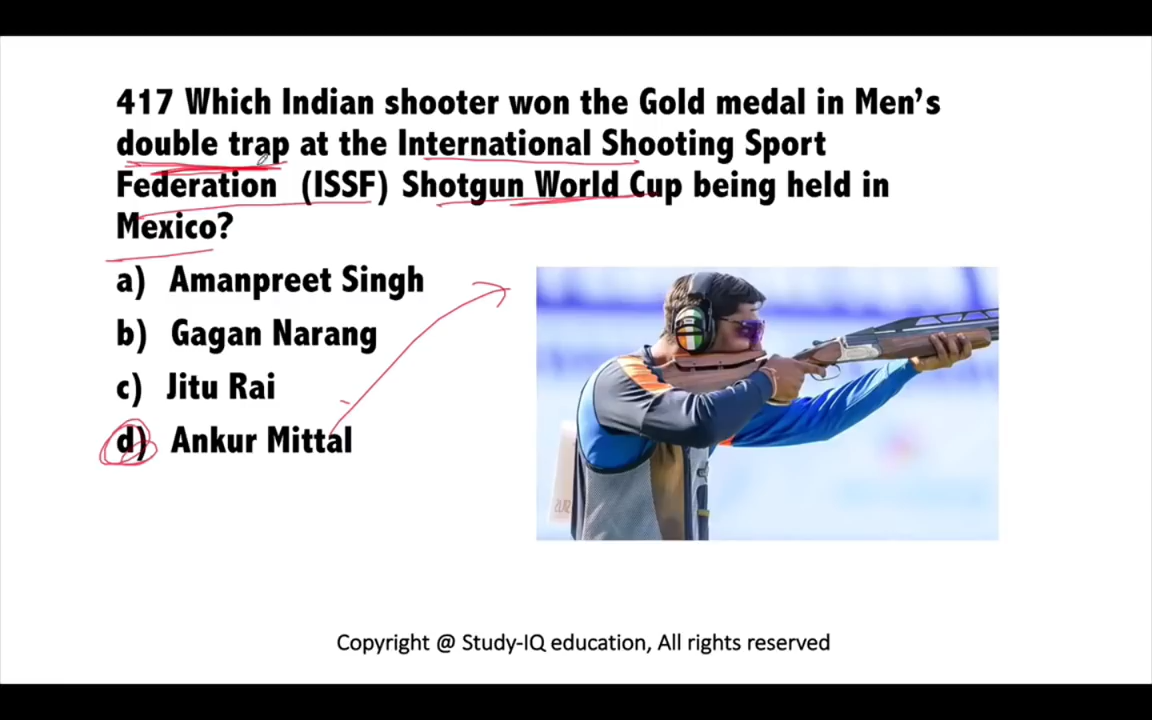 417 Which Indian shooter won the Gold medal in Men’s
double trap at the International Shooting Sport
Federation (ISSF) Shotgun World Cup being held in
Mexico?
a) Amanpreet Singh
b) Gagan Narang
c) Jitu Rai
d) Ankur Mittal
Copyright @ Study-IQ education, All rights reserved